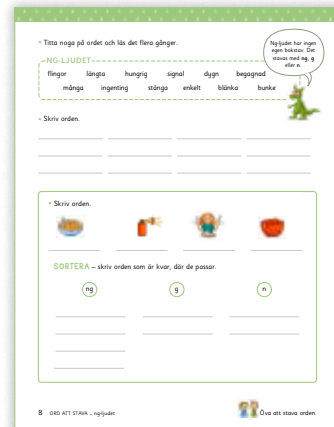 ◦ Titta noga på ordet och läs det flera gånger.
Ng-ljudet har ingen
egen bokstav. Det
stavas med ng, g
eller n.
NG-LJUDET
flingor längta hungrig signal dygn begagnad
många ingenting stänga enkelt blänka bunke
◦ Skriv orden.
◦ Skriv orden.
SORTERA – skriv orden som är kvar, där de passar.
ng g n
8 ORD ATT STAVA – ng-ljudet
Öva att stava orden.